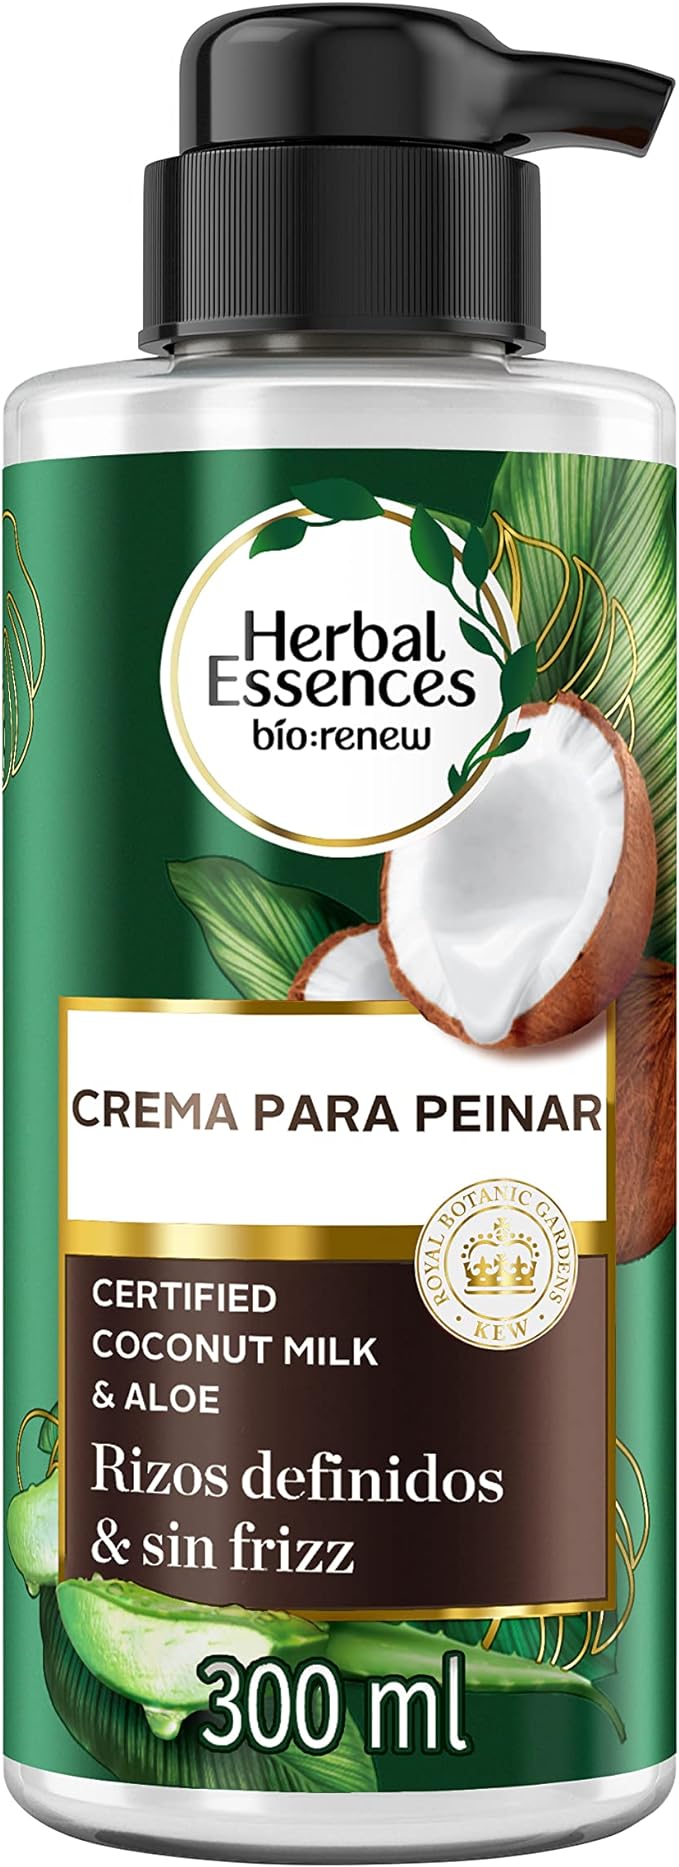 Herbal
Essences
bío:renew
CREMA PARA PEINAR
ROYAL BOTANIC GARDENS
• KEW •
CERTIFIED
COCONUT MILK
& ALOE
Rizos definidos
& sin frizz
300 ml